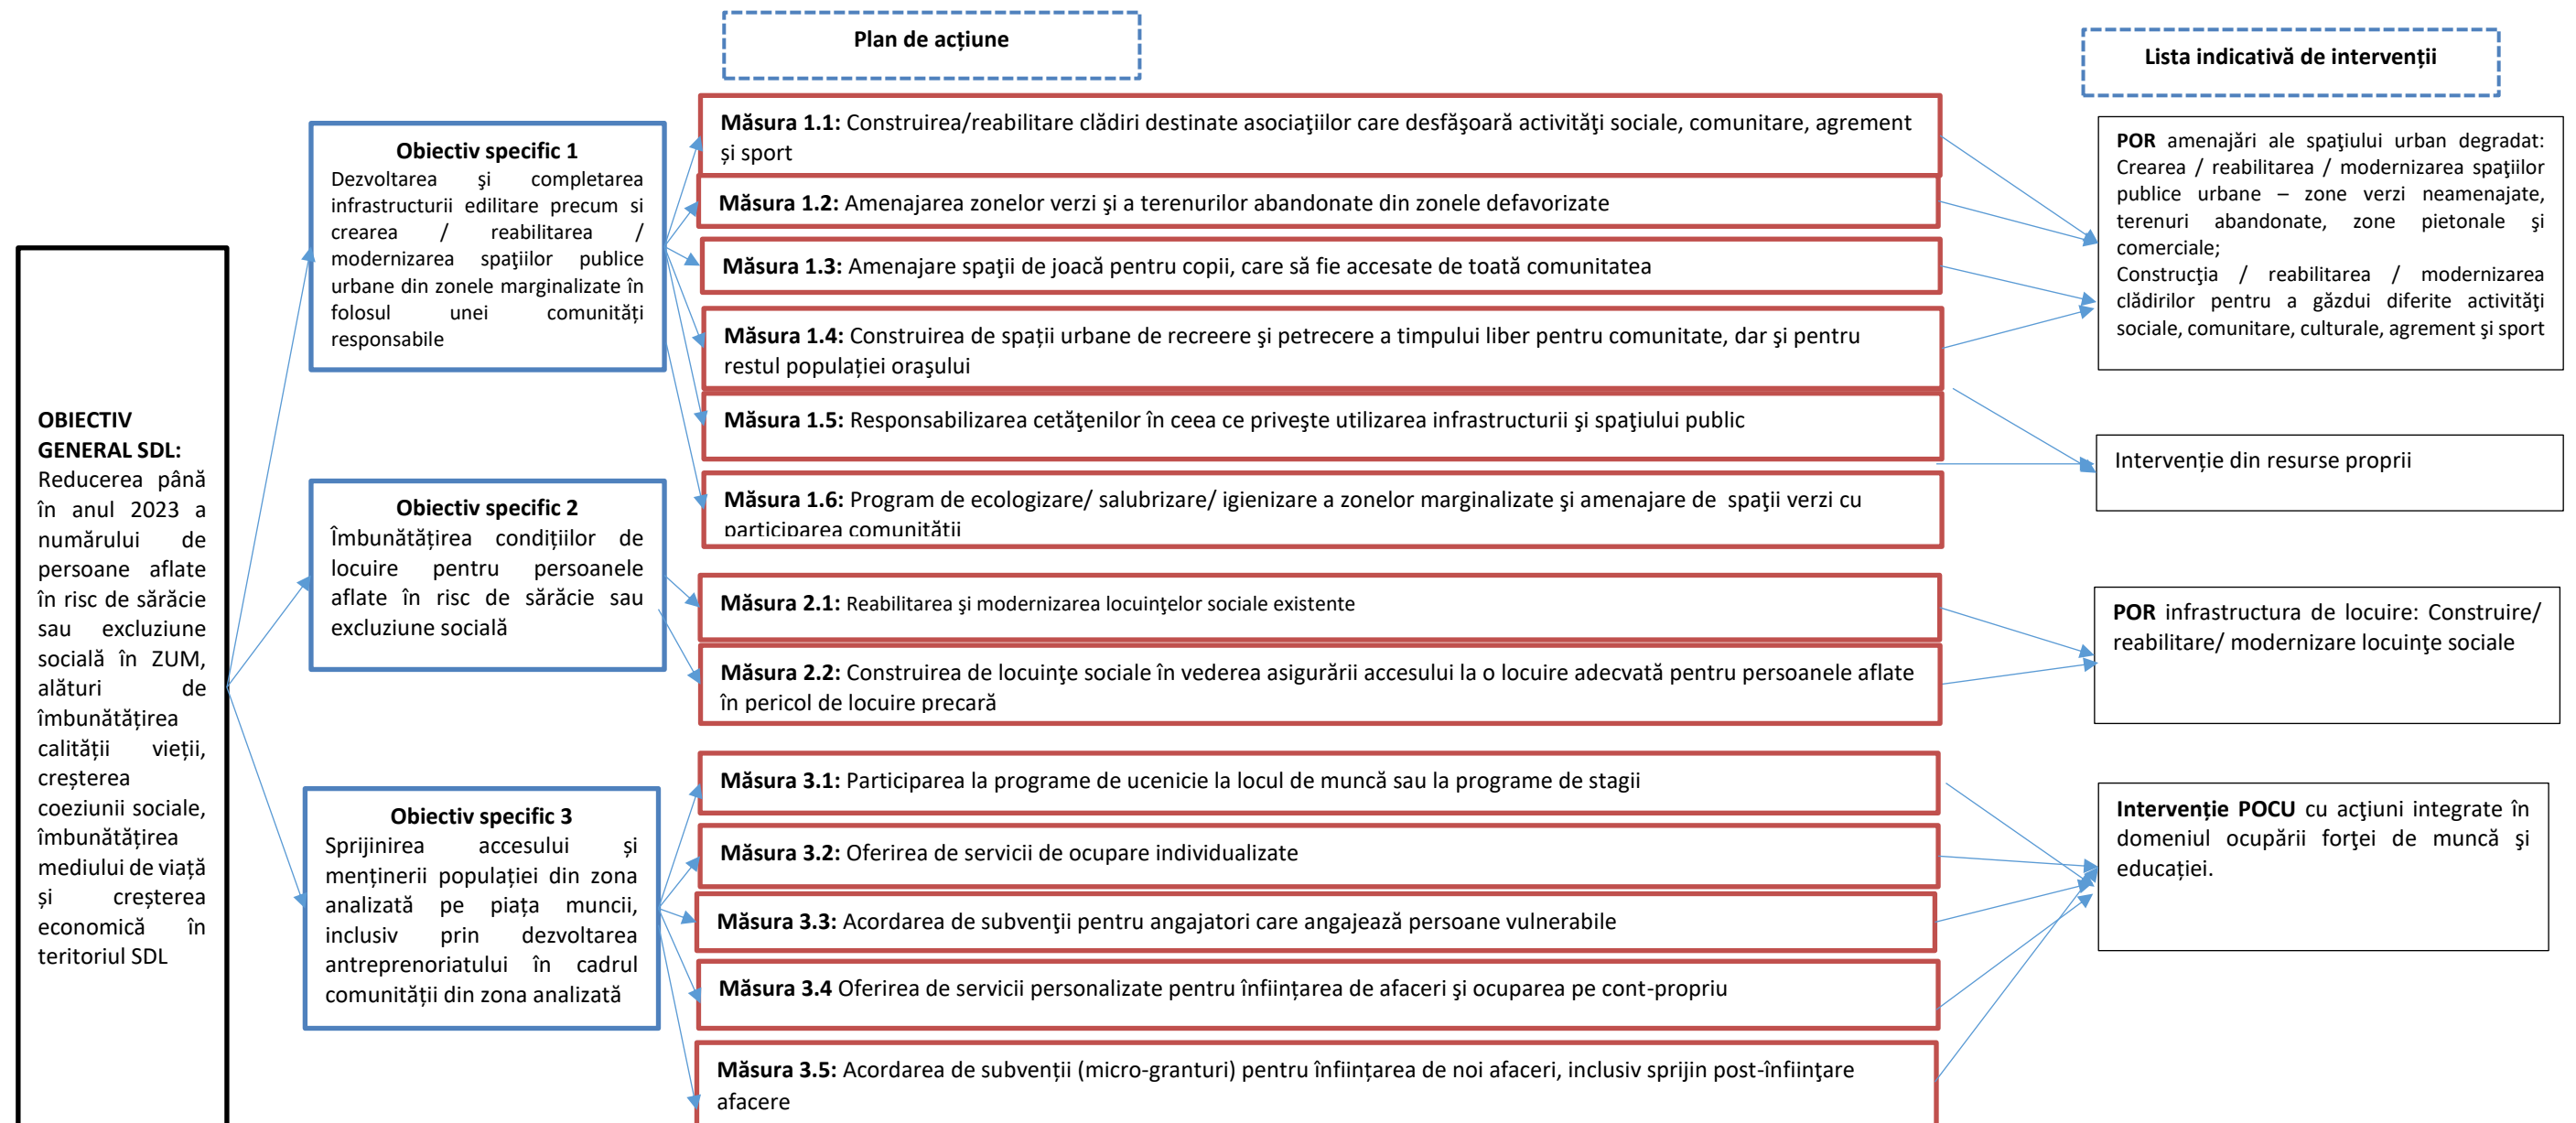 Plan de acțiune
Lista indicativă de intervenții
OBIECTIV
GENERAL SDL:
Reducerea până
în anul 2023 a
numărului de
persoane aflate
în risc de sărăcie
sau excluziune
socială în ZUM,
alături de
îmbunătățirea
calității vieții,
creșterea
coeziunii sociale,
îmbunătățirea
mediului de viață
și creșterea
economică în
teritoriul SDL
Obiectiv specific 1
Dezvoltarea şi completarea
infrastructurii edilitare precum si
crearea / reabilitarea /
modernizarea spaţiilor publice
urbane din zonele marginalizate în
folosul unei comunități
responsabile
Obiectiv specific 2
Îmbunătățirea condițiilor de
locuire pentru persoanele
aflate în risc de sărăcie sau
excluziune socială
Obiectiv specific 3
Sprijinirea accesului și
menținerii populației din zona
analizată pe piața muncii,
inclusiv prin dezvoltarea
antreprenoriatului în cadrul
comunității din zona analizată
Măsura 1.1: Construirea/reabilitare clădiri destinate asociaţiilor care desfăşoară activităţi sociale, comunitare, agrement
și sport
Măsura 1.2: Amenajarea zonelor verzi şi a terenurilor abandonate din zonele defavorizate
Măsura 1.3: Amenajare spaţii de joacă pentru copii, care să fie accesate de toată comunitatea
Măsura 1.4: Construirea de spații urbane de recreere şi petrecere a timpului liber pentru comunitate, dar şi pentru
restul populației oraşului
Măsura 1.5: Responsabilizarea cetăţenilor în ceea ce priveşte utilizarea infrastructurii şi spaţiului public
Măsura 1.6: Program de ecologizare/ salubrizare/ igienizare a zonelor marginalizate şi amenajare de spaţii verzi cu
participarea comunităţii
Măsura 2.1: Reabilitarea şi modernizarea locuinţelor sociale existente
Măsura 2.2: Construirea de locuinţe sociale în vederea asigurării accesului la o locuire adecvată pentru persoanele aflate
în pericol de locuire precară
Măsura 3.1: Participarea la programe de ucenicie la locul de muncă sau la programe de stagii
Măsura 3.2: Oferirea de servicii de ocupare individualizate
Măsura 3.3: Acordarea de subvenţii pentru angajatori care angajează persoane vulnerabile
Măsura 3.4 Oferirea de servicii personalizate pentru înființarea de afaceri şi ocuparea pe cont-propriu
Măsura 3.5: Acordarea de subvenții (micro-granturi) pentru înființarea de noi afaceri, inclusiv sprijin post-înfiinţare
afacere
POR amenajări ale spaţiului urban degradat:
Crearea / reabilitarea / modernizarea spaţiilor
publice urbane – zone verzi neamenajate,
terenuri abandonate, zone pietonale şi
comerciale;
Construcţia / reabilitarea / modernizarea
clădirilor pentru a găzdui diferite activităţi
sociale, comunitare, culturale, agrement şi sport
Intervenție din resurse proprii
POR infrastructura de locuire: Construire/
reabilitare/ modernizare locuinţe sociale
Intervenție POCU cu acţiuni integrate în
domeniul ocupării forţei de muncă şi
educației.